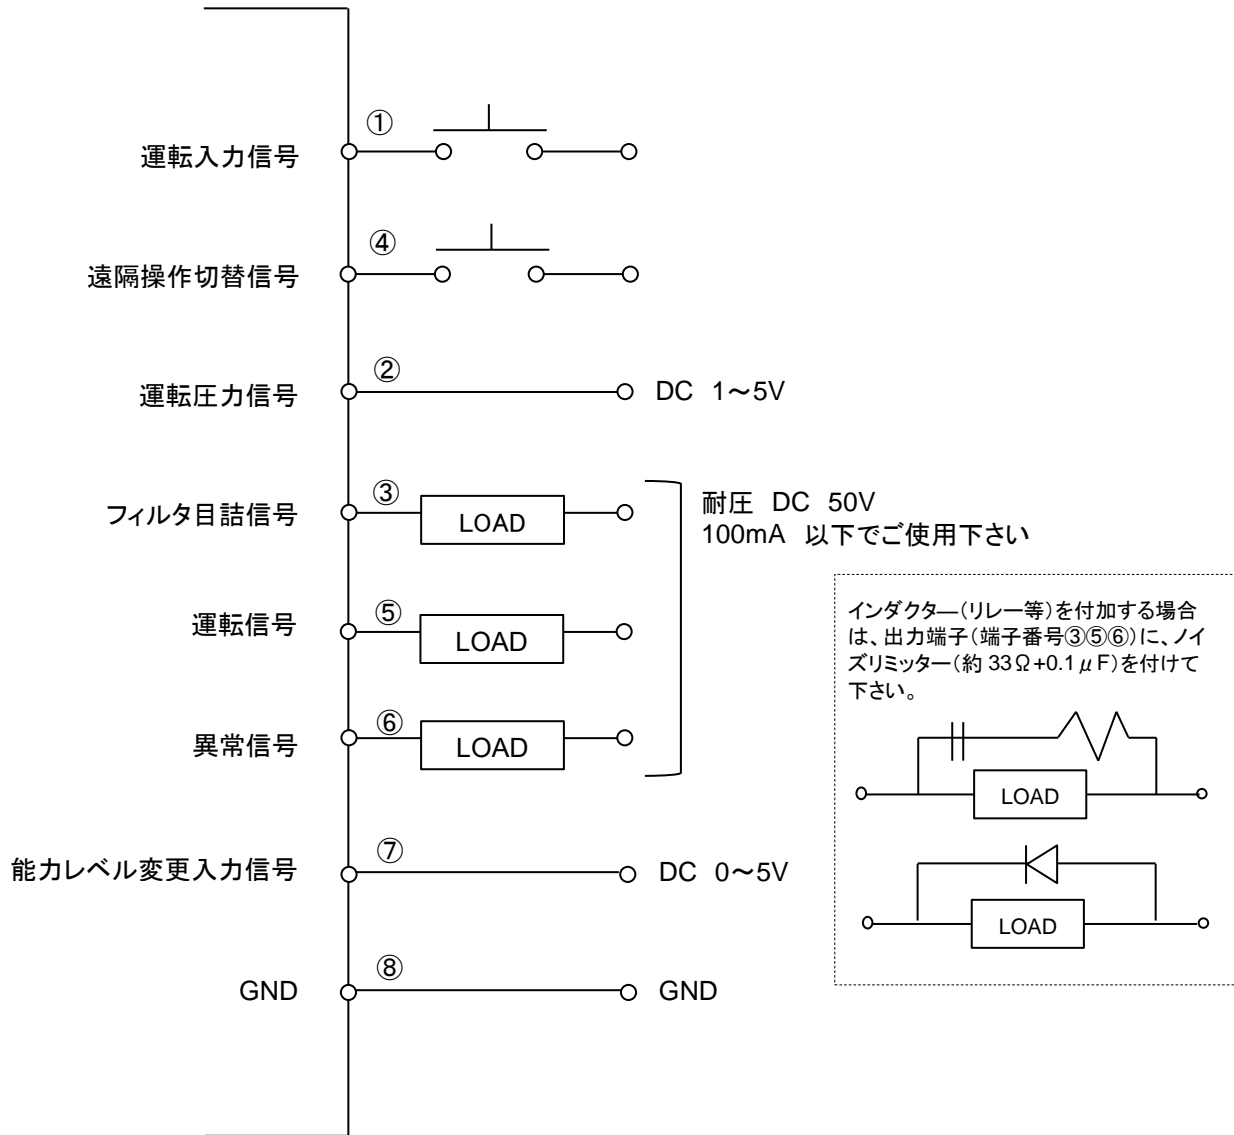 ①
運転入力信号
④
遠隔操作切替信号
②
運転圧力信号
DC 1～5V
③
フィルタ目詰信号
LOAD
耐圧 DC 50V
100mA 以下でご使用下さい
⑤
運転信号
LOAD
⑥
異常信号
LOAD
⑦
能力レベル変更入力信号
DC 0～5V
⑧
GND
GND
インダクタ―（リレー等）を付加する場合
は、出力端子（端子番号③⑤⑥）に、ノイ
ズリミッター（約 33Ω+0.1μF）を付けて
下さい。
LOAD
LOAD